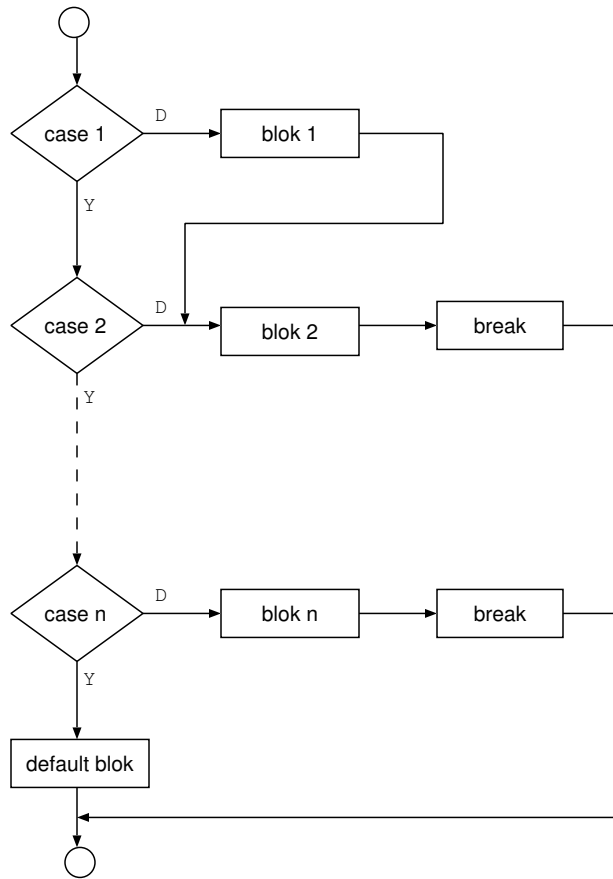 case 1
D
blok 1
Y
case 2
D
blok 2
break
Y
case n
D
blok n
break
Y
default blok